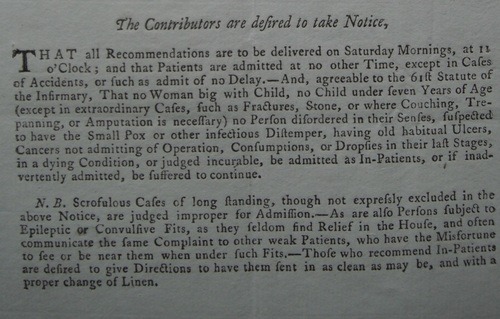 The Contributors are deſired to take Notice,
THAT all Recommendations are to be delivered on Saturday Mornings, at 11
o'Clock; and that Patients are admitted at no other Time, except in Caſes
of Accidents, or ſuch as admit of no Delay.—And, agreeable to the 61ſt Statute of
the Infirmary, That no Woman big with Child, no Child under ſeven Years of Age
(except in extraordinary Caſes, ſuch as Fractures, Stone, or where Couching, Tre-
panning, or Amputation is neceſſary) no Perſon diſordered in their Senſes, ſuſpected
to have the Small Pox or other infectious Diſtemper, having old habitual Ulcers,
Cancers not admitting of Operation, Conſumptions, or Dropſies in their laſt Stages,
in a dying Condition, or judged incurable, be admitted as In-Patients, or if inad-
vertently admitted, be ſuffered to continue.
N. B. Scrofulous Caſes of long ſtanding, though not expreſsly excluded in the
above Notice, are judged improper for Admiſſion.—As are alſo Perſons ſubject to
Epileptic or Convulſive Fits, as they ſeldom find Relief in the Houſe, and often
communicate the ſame Complaint to other weak Patients, who have the Misfortune
to ſee or be near them when under ſuch Fits.—Thoſe who recommend In-Patients
are deſired to give Directions to have them ſent in as clean as may be, and with a
proper change of Linen.